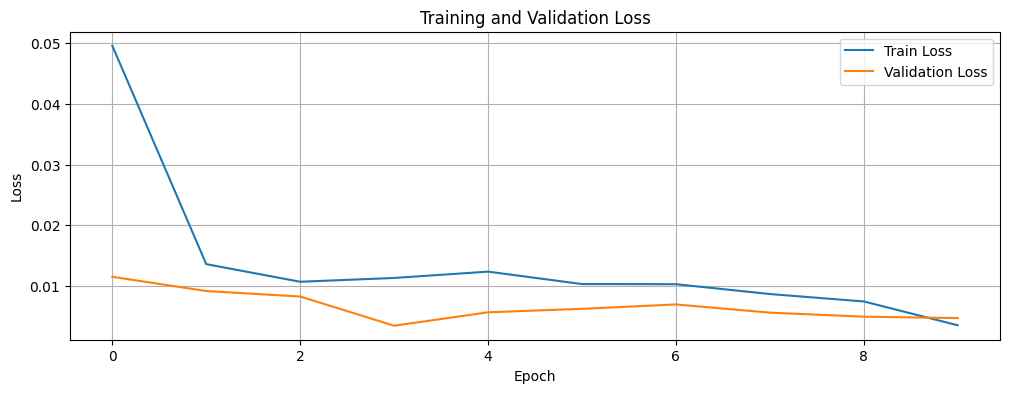 Training and Validation Loss
Train Loss
Validation Loss
0.05
0.04
0.03
0.02
0.01
Loss
0
2
4
6
8
Epoch